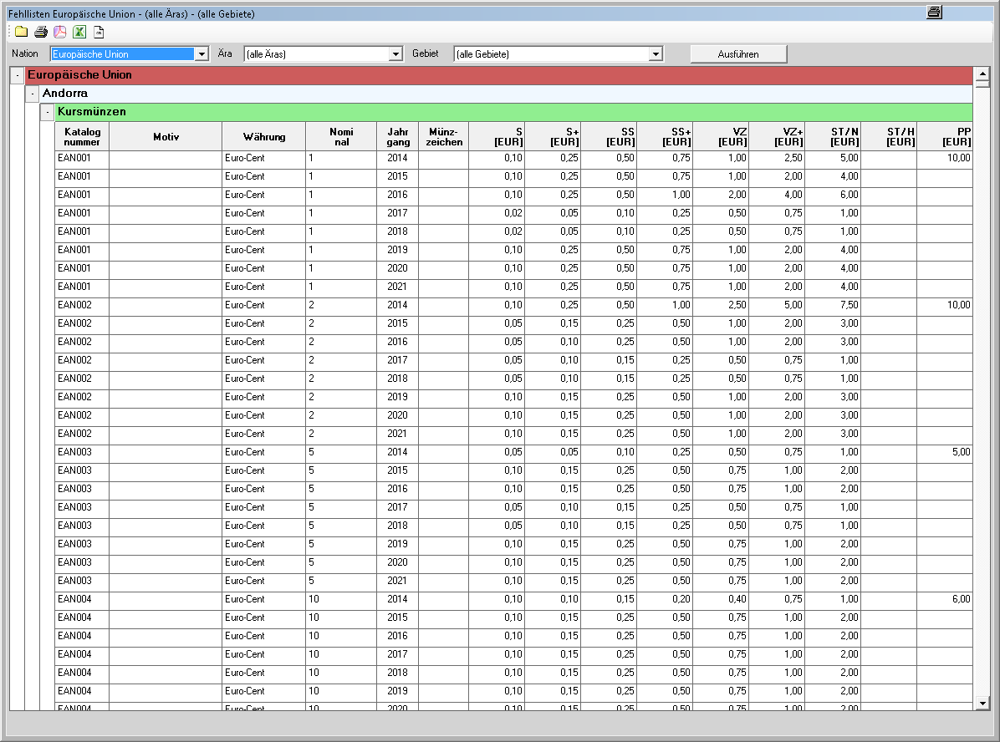 Fehllisten Europäische Union - (alle Äras) - (alle Gebiete)
Nation Europäische Union Ära (alle Äras) Gebiet (alle Gebiete) Ausführen
- Europäische Union
- Andorra
- Kursmünzen
Katalog nummer Motiv Währung Nomi nal Jahr gang Münz- zeichen S [EUR] S+ [EUR] SS [EUR] SS+ [EUR] VZ [EUR] VZ+ [EUR] ST/N [EUR] ST/H [EUR] PP [EUR]
EAN001 Euro-Cent 1 2014 0,10 0,25 0,50 0,75 1,00 2,50 5,00 10,00
EAN001 Euro-Cent 1 2015 0,10 0,25 0,50 0,75 1,00 2,00 4,00
EAN001 Euro-Cent 1 2016 0,10 0,25 0,50 1,00 2,00 4,00 6,00
EAN001 Euro-Cent 1 2017 0,02 0,05 0,10 0,25 0,50 0,75 1,00
EAN001 Euro-Cent 1 2018 0,02 0,05 0,10 0,25 0,50 0,75 1,00
EAN001 Euro-Cent 1 2019 0,10 0,25 0,50 0,75 1,00 2,00 4,00
EAN001 Euro-Cent 1 2020 0,10 0,25 0,50 0,75 1,00 2,00 4,00
EAN001 Euro-Cent 1 2021 0,10 0,25 0,50 0,75 1,00 2,00 4,00
EAN002 Euro-Cent 2 2014 0,10 0,25 0,50 1,00 2,50 5,00 7,50 10,00
EAN002 Euro-Cent 2 2015 0,05 0,15 0,25 0,50 1,00 2,00 3,00
EAN002 Euro-Cent 2 2016 0,05 0,10 0,25 0,50 1,00 2,00 3,00
EAN002 Euro-Cent 2 2017 0,05 0,10 0,15 0,25 0,50 0,75 1,00
EAN002 Euro-Cent 2 2018 0,05 0,10 0,15 0,25 0,50 0,75 1,00
EAN002 Euro-Cent 2 2019 0,10 0,15 0,25 0,50 1,00 2,00 3,00
EAN002 Euro-Cent 2 2020 0,10 0,15 0,25 0,50 1,00 2,00 3,00
EAN002 Euro-Cent 2 2021 0,10 0,15 0,25 0,50 1,00 2,00 3,00
EAN003 Euro-Cent 5 2014 0,05 0,05 0,10 0,25 0,50 0,75 1,00 5,00
EAN003 Euro-Cent 5 2015 0,10 0,15 0,25 0,50 0,75 1,00 2,00
EAN003 Euro-Cent 5 2016 0,10 0,15 0,25 0,50 0,75 1,00 2,00
EAN003 Euro-Cent 5 2017 0,05 0,10 0,15 0,25 0,50 0,75 1,00
EAN003 Euro-Cent 5 2018 0,05 0,10 0,15 0,25 0,50 0,75 1,00
EAN003 Euro-Cent 5 2019 0,10 0,15 0,25 0,50 0,75 1,00 2,00
EAN003 Euro-Cent 5 2020 0,10 0,15 0,25 0,50 0,75 1,00 2,00
EAN003 Euro-Cent 5 2021 0,10 0,15 0,25 0,50 0,75 1,00 2,00
EAN004 Euro-Cent 10 2014 0,10 0,10 0,15 0,20 0,40 0,75 1,00 6,00
EAN004 Euro-Cent 10 2015 0,10 0,15 0,25 0,50 0,75 1,00 2,00
EAN004 Euro-Cent 10 2016 0,10 0,15 0,25 0,50 0,75 1,00 2,00
EAN004 Euro-Cent 10 2017 0,10 0,15 0,25 0,50 0,75 1,00 2,00
EAN004 Euro-Cent 10 2018 0,10 0,15 0,25 0,50 0,75 1,00 2,00
EAN004 Euro-Cent 10 2019 0,10 0,15 0,25 0,50 0,75 1,00 2,00
EAN004 Euro-Cent 10 2020 0,10 0,15 0,25 0,50 0,75 1,00 2,00